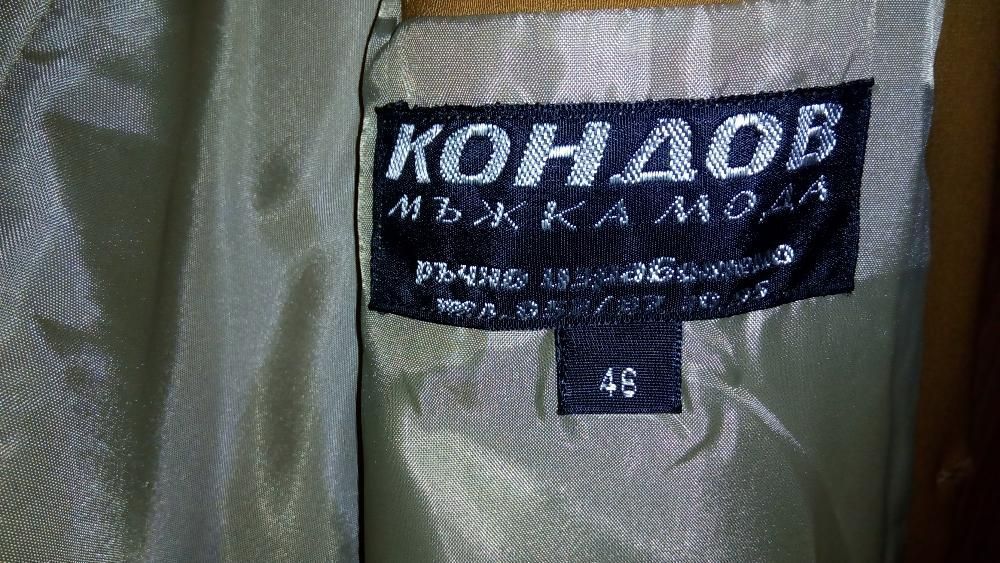 КОНДОВ
МЪЖКА МОДА
ръчно изработено
46